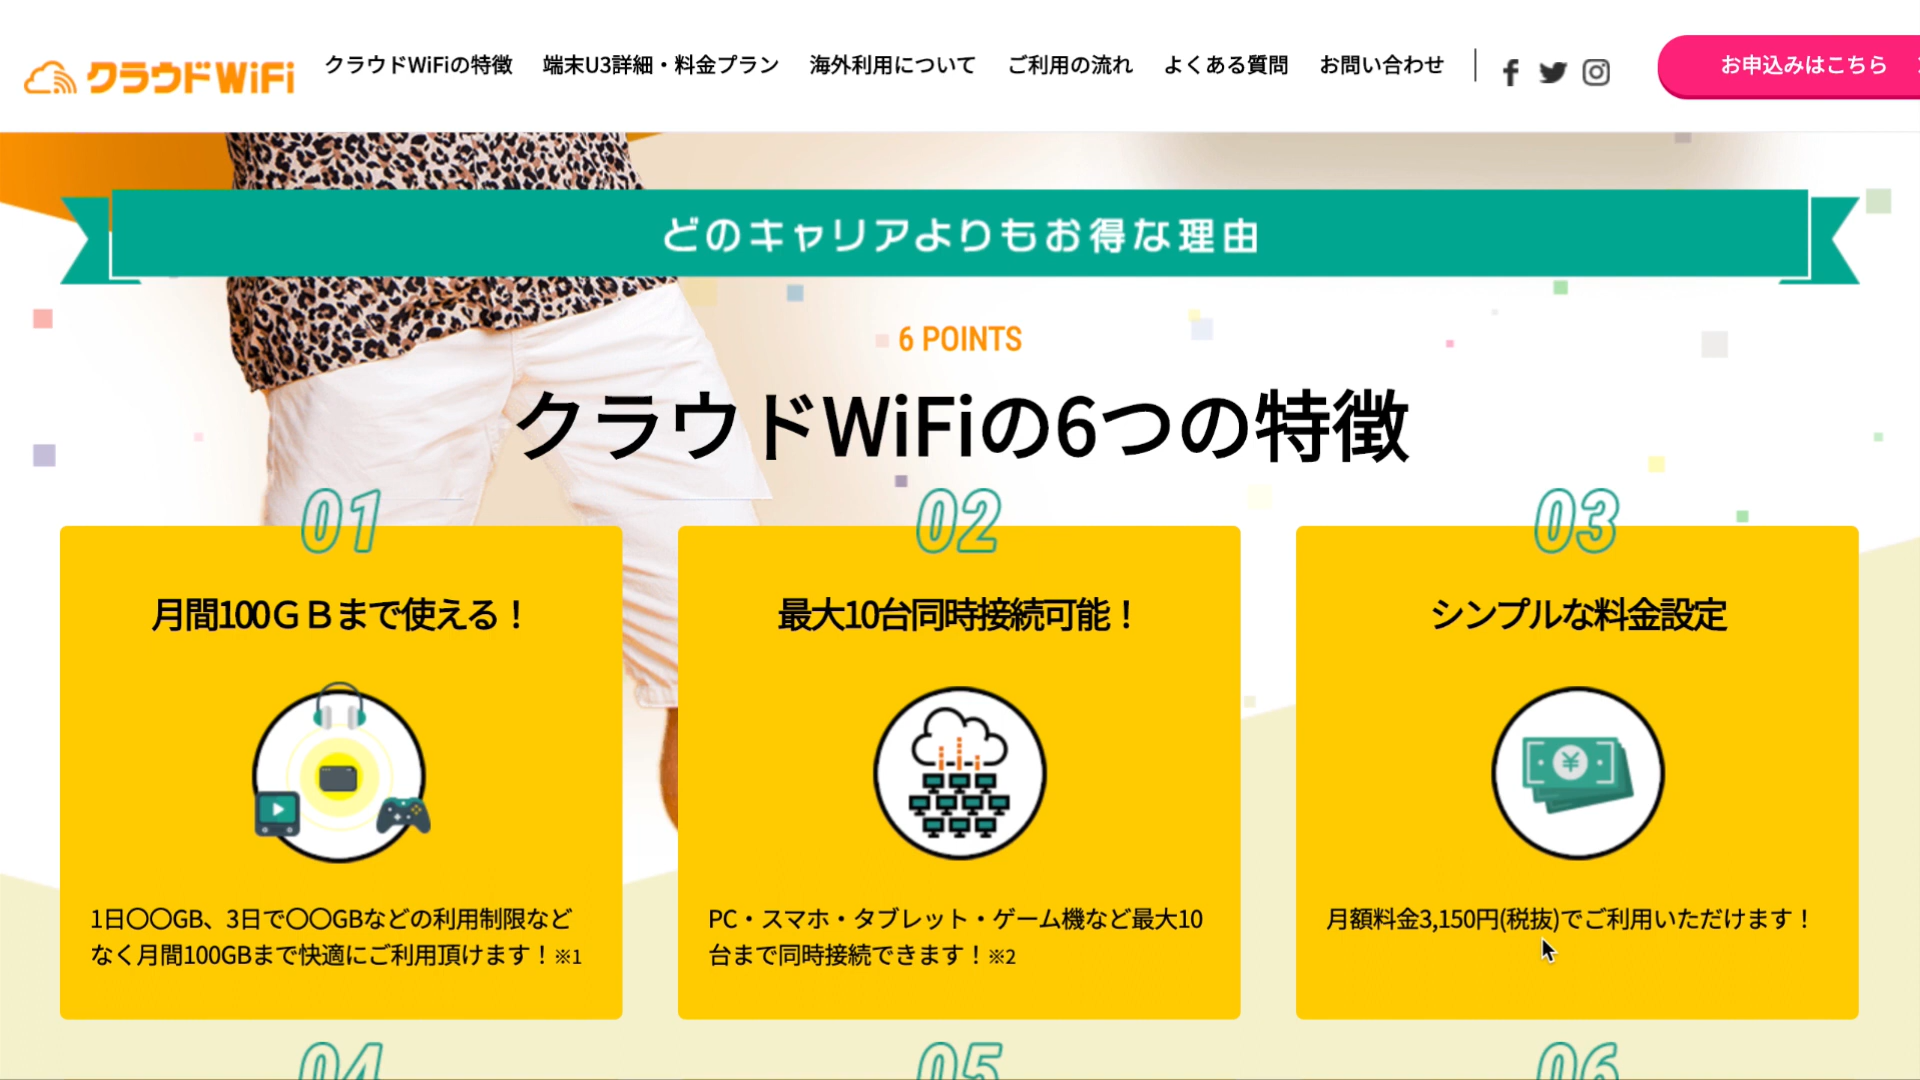 クラウドWiFi
クラウドWiFiの特徴 端末U3詳細・料金プラン 海外利用について ご利用の流れ よくある質問 お問い合わせ
お申込みはこちら
どのキャリアよりもお得な理由
6 POINTS
クラウドWiFiの6つの特徴
01
月間100ＧＢまで使える！
1日〇〇GB、3日で〇〇GBなどの利用制限など
なく月間100GBまで快適にご利用頂けます！※1
02
最大10台同時接続可能！
PC・スマホ・タブレット・ゲーム機など最大10
台まで同時接続できます！※2
03
シンプルな料金設定
¥
月額料金3,150円(税抜)でご利用いただけます！
04
05
06